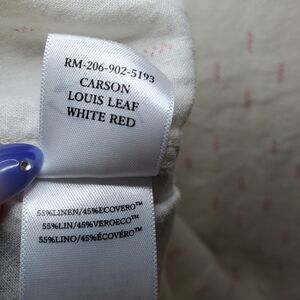 RM-206-902-5193
CARSON
LOUIS LEAF
WHITE RED
55%LINEN/45%ECOVERO™
55%LIN/45%VEROECO™
55%LINO/45%ÉCOVÉRO™